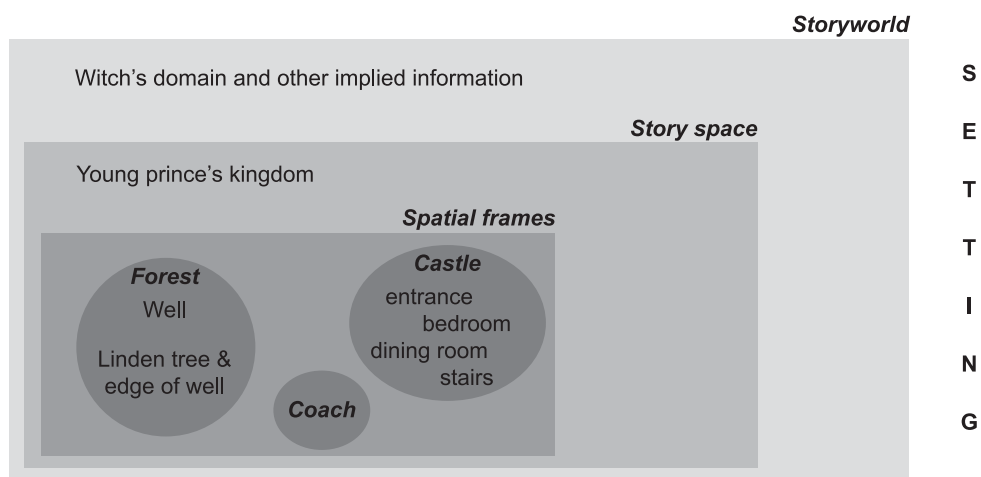 Storyworld
Witch’s domain and other implied information
Story space
Young prince’s kingdom
Spatial frames
Forest
Well
Linden tree &
edge of well
Coach
Castle
entrance
bedroom
dining room
stairs
S
E
T
T
I
N
G